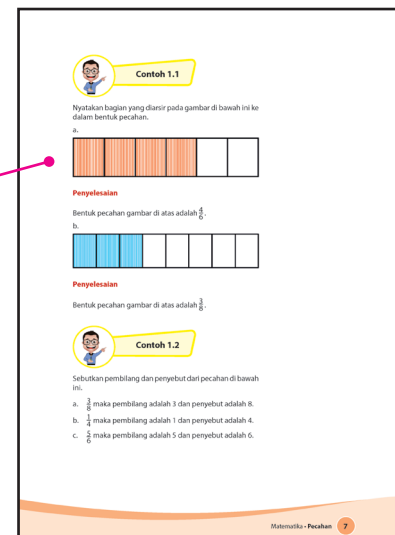 Contoh 1.1
Nyatakan bagian yang diarsir pada gambar di bawah ini ke
dalam bentuk pecahan.
a.
Penyelesaian
Bentuk pecahan gambar di atas adalah 4/6.
b.
Penyelesaian
Bentuk pecahan gambar di atas adalah 3/8.
Contoh 1.2
Sebutkan pembilang dan penyebut dari pecahan di bawah
ini.
a. 3/8 maka pembilang adalah 3 dan penyebut adalah 8.
b. 1/4 maka pembilang adalah 1 dan penyebut adalah 4.
c. 5/6 maka pembilang adalah 5 dan penyebut adalah 6.
Matematika • Pecahan 7